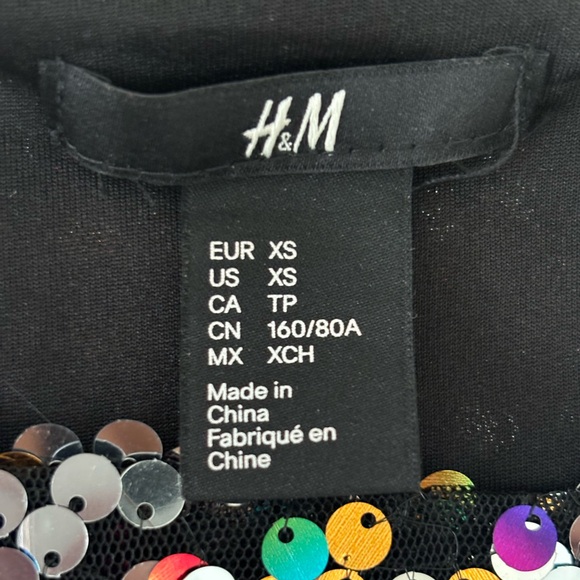 H&M
EUR XS
US XS
CA TP
CN 160/80A
MX XCH
Made in
China
Fabriqué en
Chine